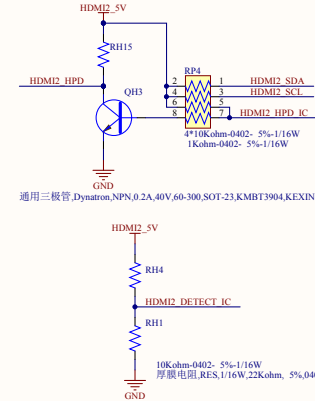 HDMI2_5V
RH15
RP4
HDMI2_HPD
2
1
HDMI2_SDA
4
3
HDMI2_SCL
QH3
6
5
8
7
HDMI2_HPD_IC
4*10Kohm-0402- 5%-1/16W
1Kohm-0402- 5%-1/16W
GND
通用三极管,Dynatron,NPN,0.2A,40V,60-300,SOT-23,KMBT3904,KEXIN
HDMI2_5V
RH4
HDMI2_DETECT_IC
RH1
10Kohm-0402- 5%-1/16W
厚膜电阻,RES,1/16W,22Kohm, 5%,040
GND